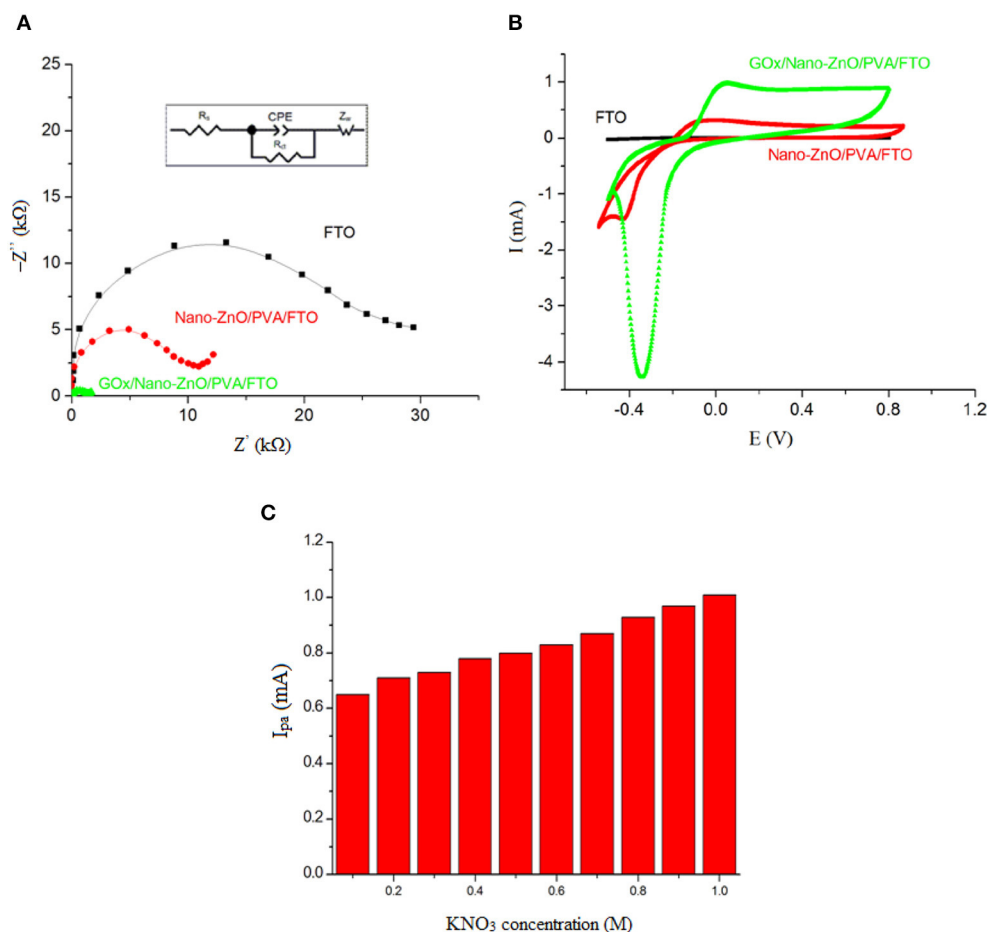 A
25
20
15
10
5
0
−Z’’ (kΩ)
Rs
CPE
Rct
Zw
FTO
Nano-ZnO/PVA/FTO
GOx/Nano-ZnO/PVA/FTO
0
10
20
30
Z’ (kΩ)
B
1
0
-1
-2
-3
-4
I (mA)
GOx/Nano-ZnO/PVA/FTO
FTO
Nano-ZnO/PVA/FTO
-0.4
0.0
0.4
0.8
1.2
E (V)
C
1.2
1.0
0.8
0.6
0.4
0.2
0.0
Ipa (mA)
0.2
0.4
0.6
0.8
1.0
KNO3 concentration (M)